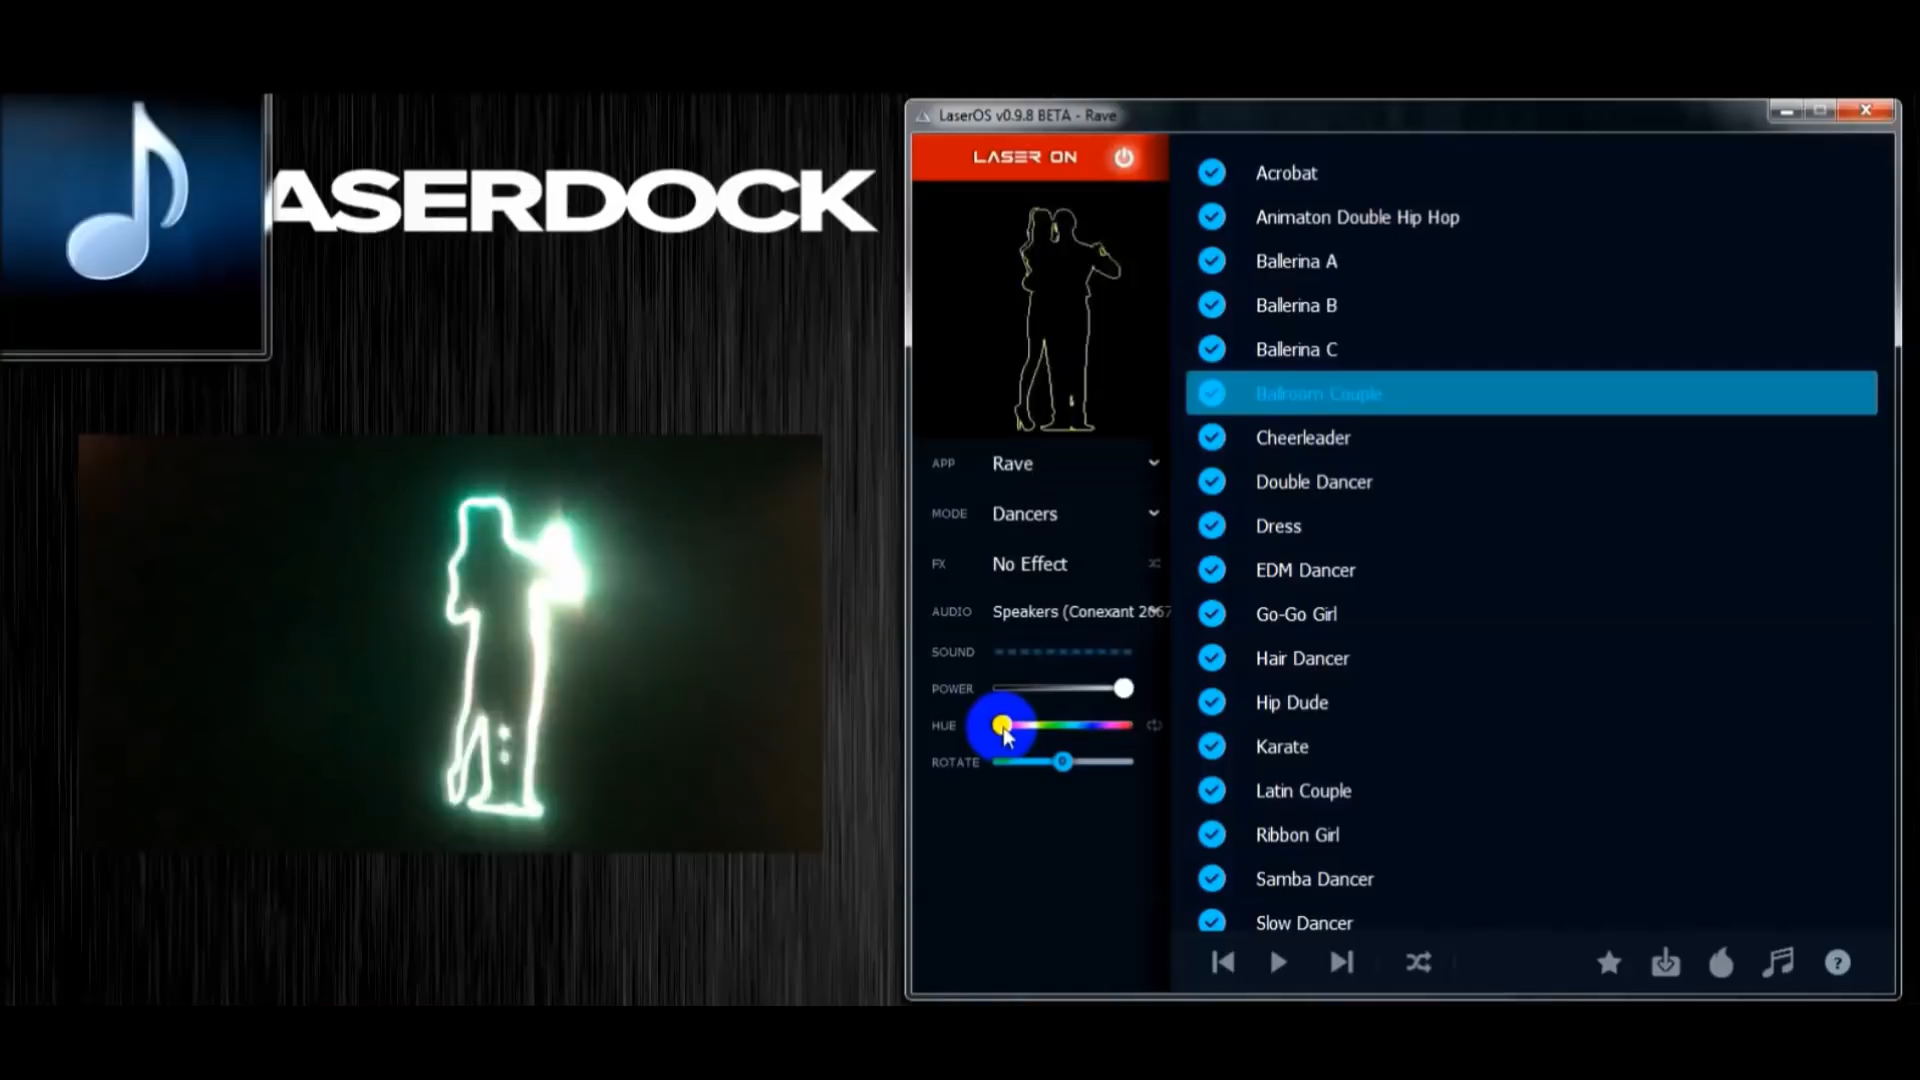 ASERDOCK
LaserOS v0.9.8 BETA - Rave
LASER ON
APP Rave
MODE Dancers
FX No Effect
AUDIO Speakers (Conexant 2067
SOUND
POWER
HUE
ROTATE
Acrobat
Animaton Double Hip Hop
Ballerina A
Ballerina B
Ballerina C
Ballroom Couple
Cheerleader
Double Dancer
Dress
EDM Dancer
Go-Go Girl
Hair Dancer
Hip Dude
Karate
Latin Couple
Ribbon Girl
Samba Dancer
Slow Dancer